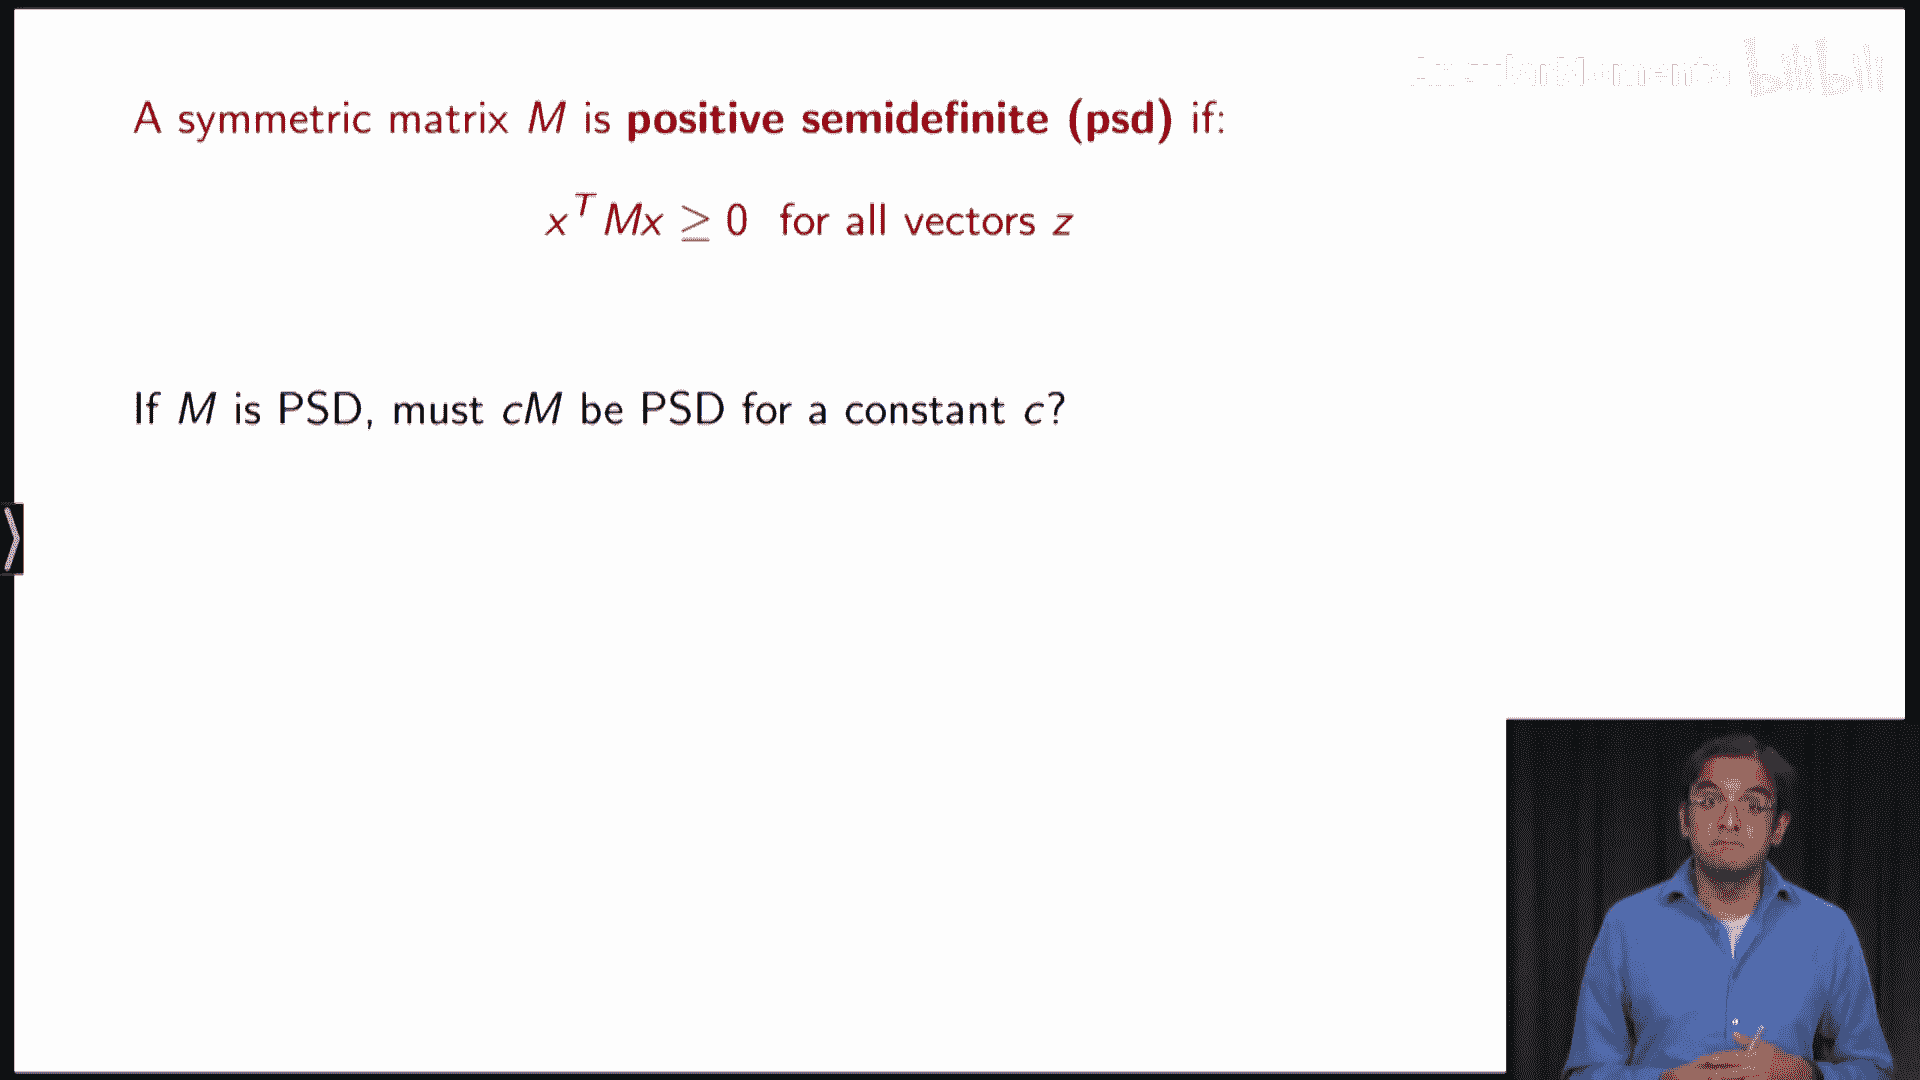 bilibili
A symmetric matrix M is positive semidefinite (psd) if:
x^T Mx ≥ 0 for all vectors z
If M is PSD, must cM be PSD for a constant c?